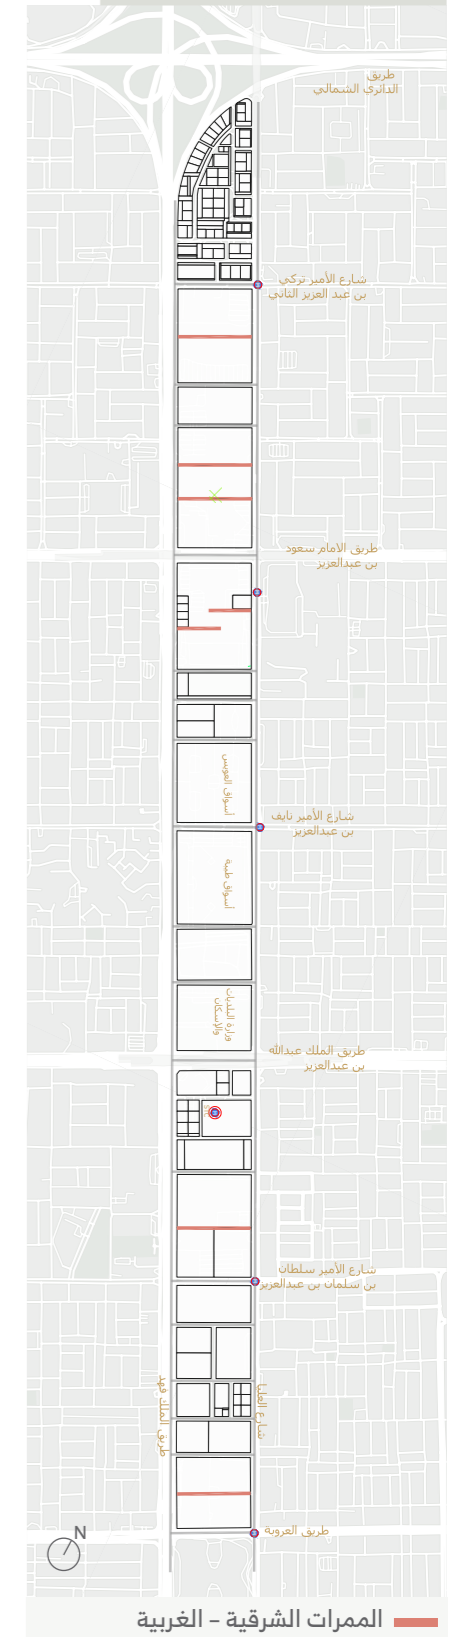 طريق
الدائري الشمالي
شارع الأمير تركي
بن عبد العزيز الثاني
طريق الامام سعود
بن عبدالعزيز
أسواق العويس
شارع الأمير نايف
بن عبدالعزيز
أسواق طيبة
وزارة البلديات
والإسكان
طريق الملك عبدالله
بن عبدالعزيز
شارع الأمير سلطان
بن سلمان بن عبدالعزيز
طريق الملك فهد
شارع العليا
طريق العروبة
N
الممرات الشرقية – الغربية